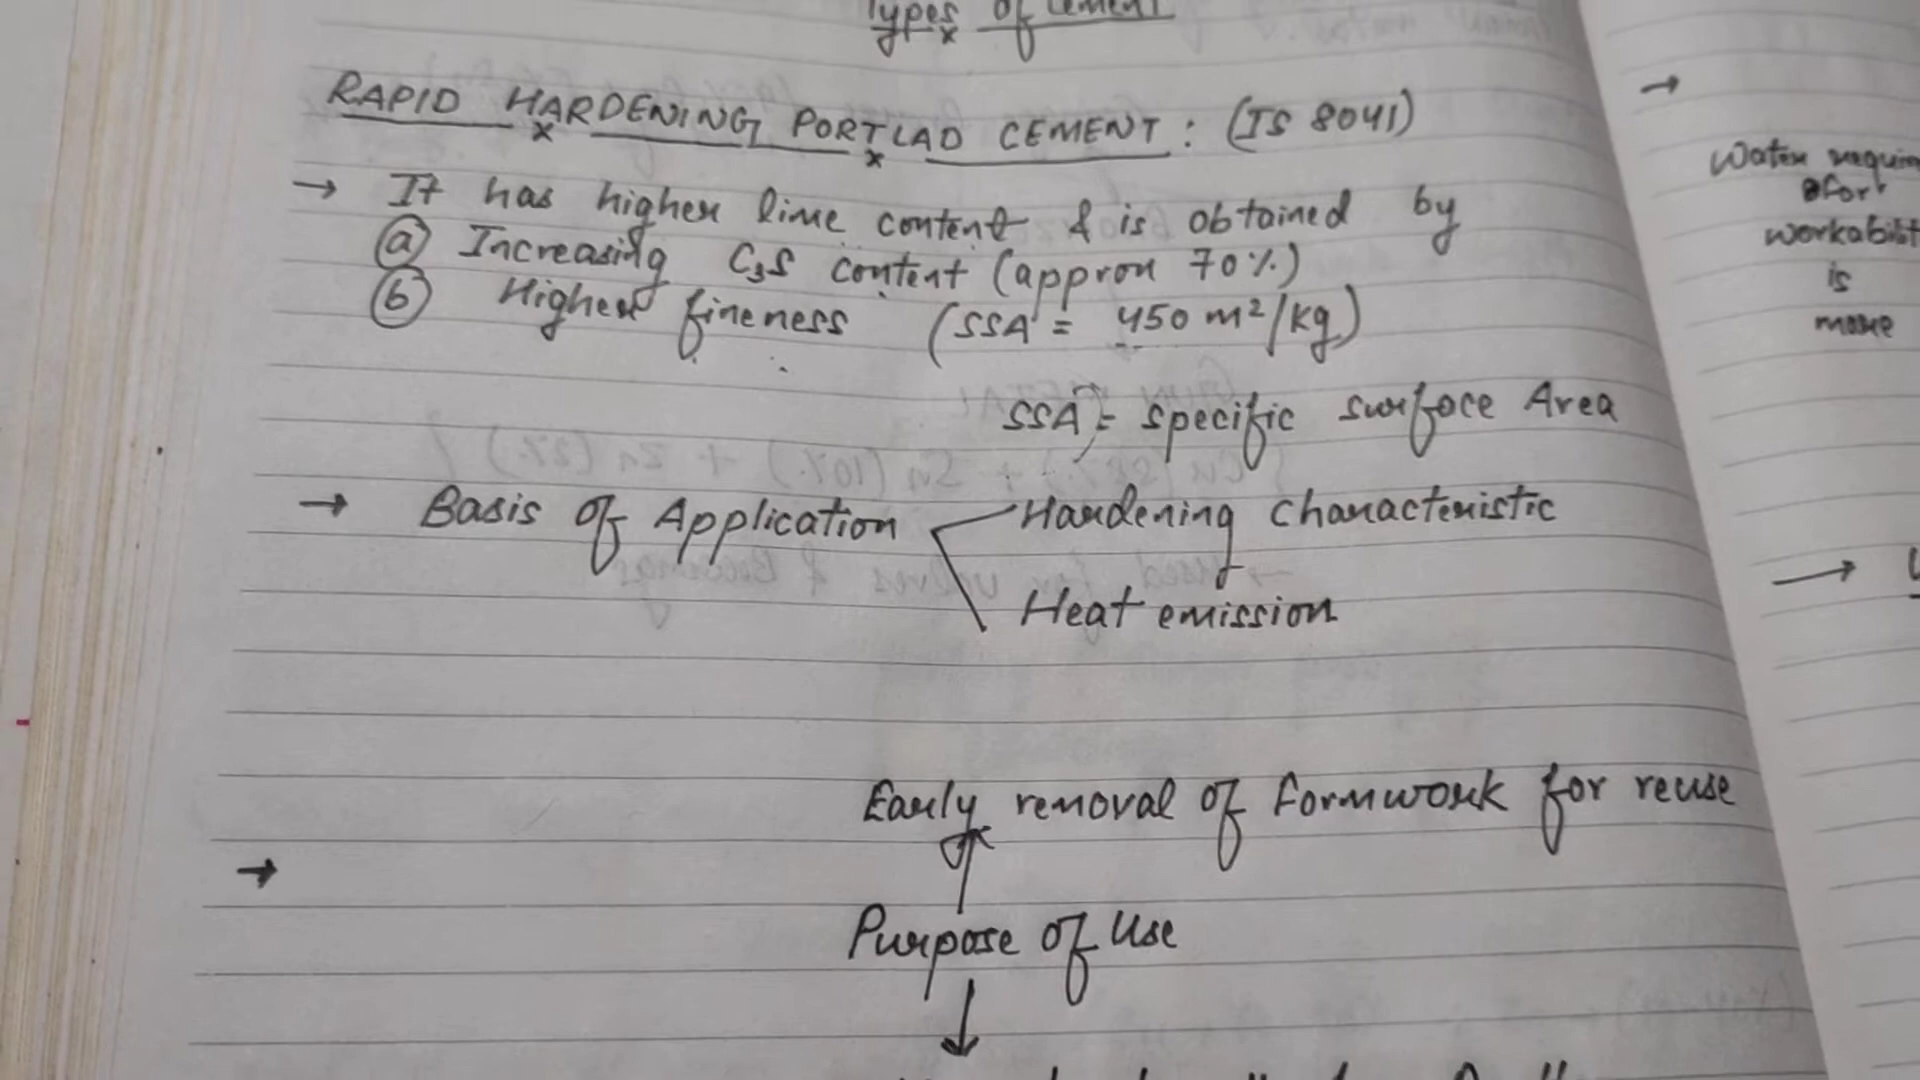 Types of cement
RAPID HARDENING PORTLAD CEMENT : (IS 8041)
→ It has higher lime content & is obtained by
ⓐ Increasing C₃S content (approx 70%)
ⓑ Higher fineness (SSA = 450 m²/kg)
SSA = specific surface Area
→ Basis of Application
Hardening characteristic
Heat emission
Early removal of formwork for reuse
→
Purpose of Use
→
Water
for
workabilit
is
more
→